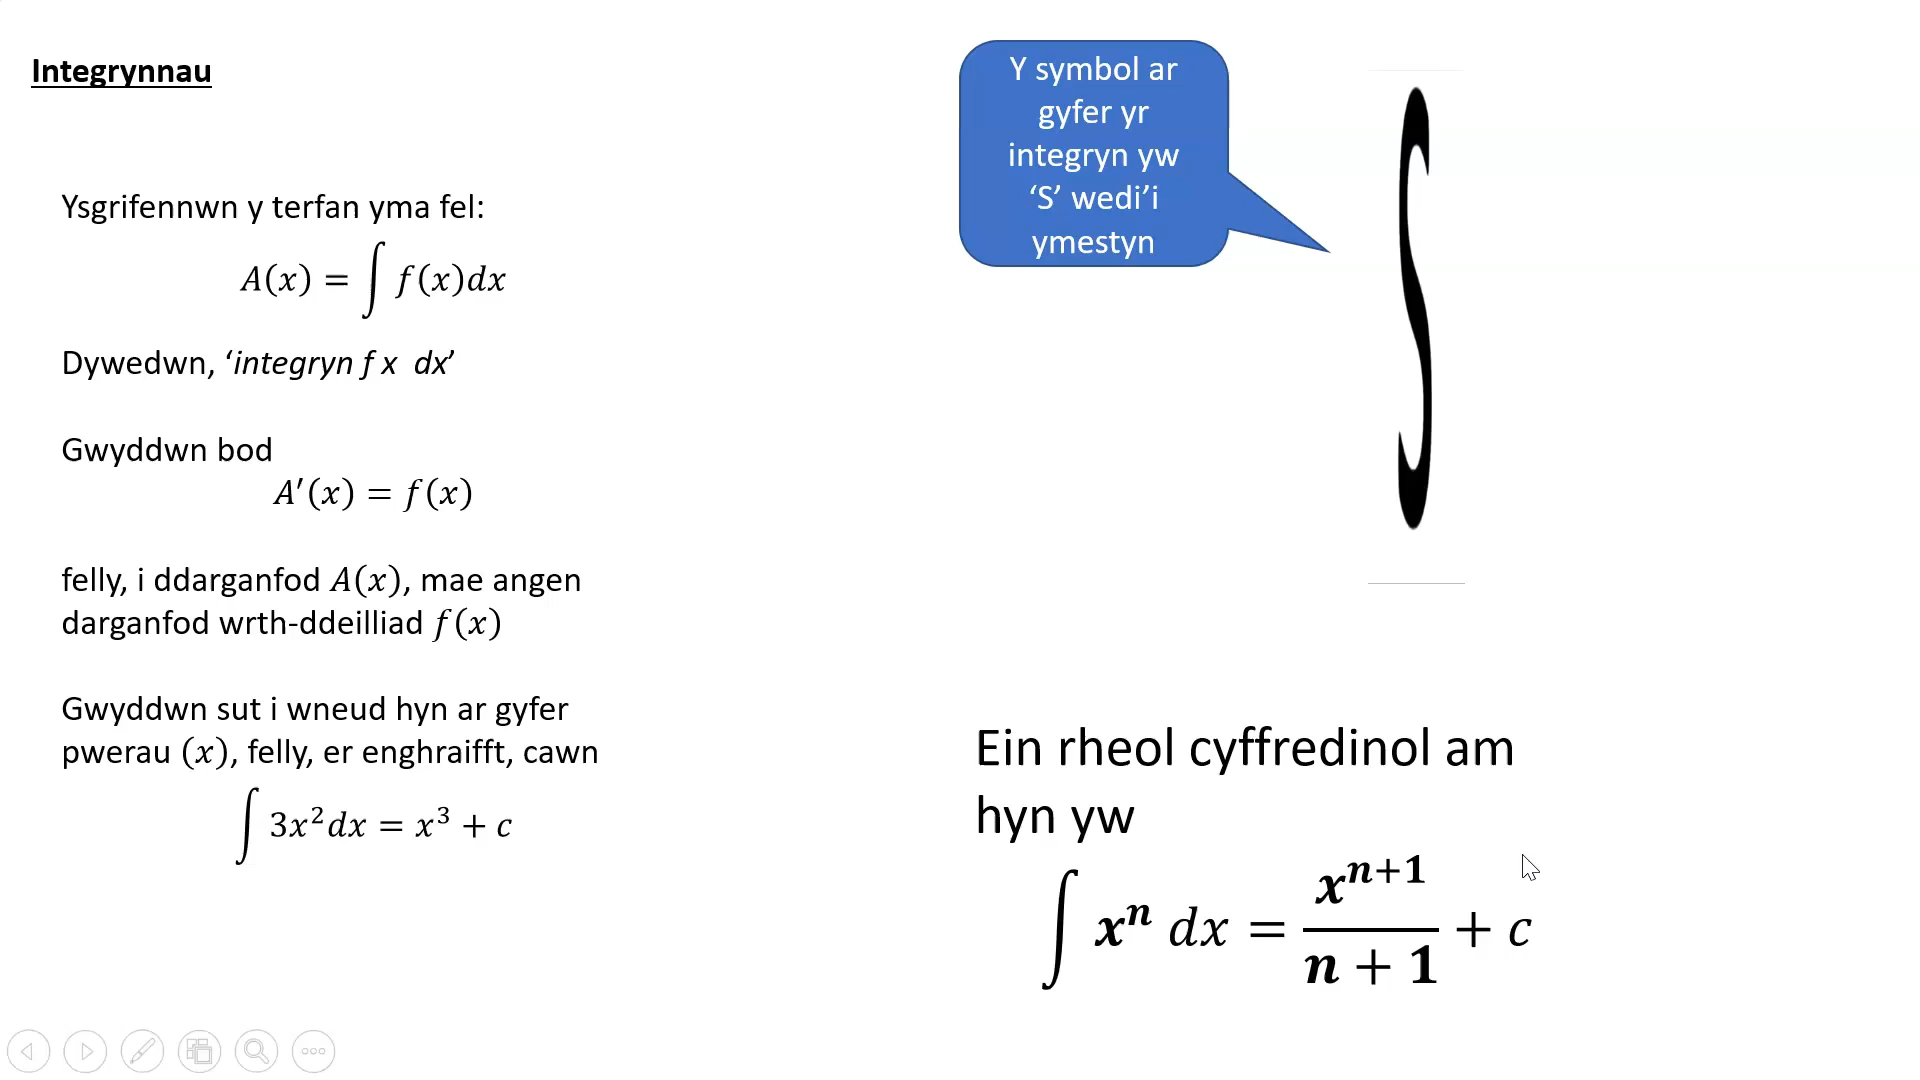 Integrynnau
Ysgrifennwn y terfan yma fel:
A(x) = ∫ f(x)dx
Dywedwn, ‘integryn f x dx’
Gwyddwn bod
A′(x) = f(x)
felly, i ddarganfod A(x), mae angen
darganfod wrth-ddeilliad f(x)
Gwyddwn sut i wneud hyn ar gyfer
pwerau (x), felly, er enghraifft, cawn
∫ 3x² dx = x³ + c
Y symbol ar
gyfer yr
integryn yw
‘S’ wedi’i
ymestyn
∫
Ein rheol cyffredinol am
hyn yw
∫ xⁿ dx = xⁿ⁺¹/(n + 1) + c